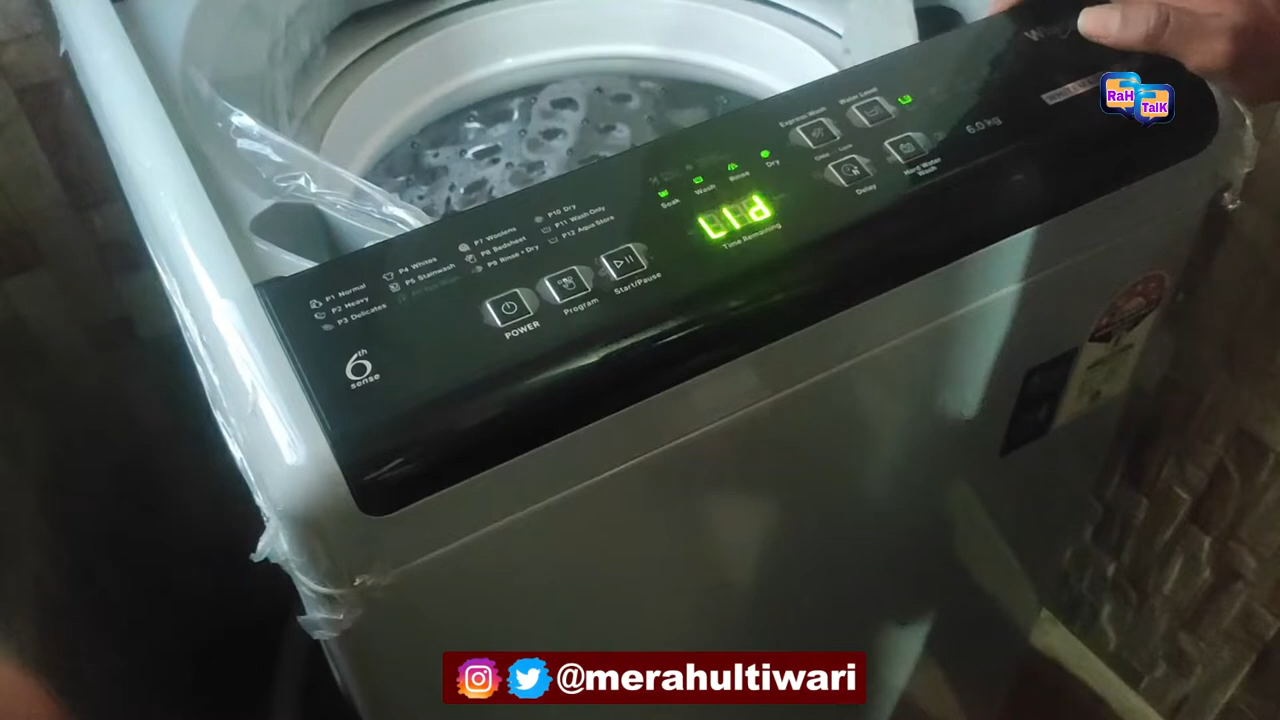 RaH
TalK
6.0 kg
Express Wash
Water Level
Child Lock
Delay
Hard Water
Wash
Soak
Wash
Rinse
Dry
LId
Time Remaining
P1 Normal
P2 Heavy
P3 Delicates
P4 Whites
P5 Stainwash
P7 Woolens
P8 Bedsheet
P9 Rinse + Dry
P10 Dry
P11 Wash Only
P12 Aqua Store
POWER
Program
Start/Pause
6th
sense
@merahultiwari